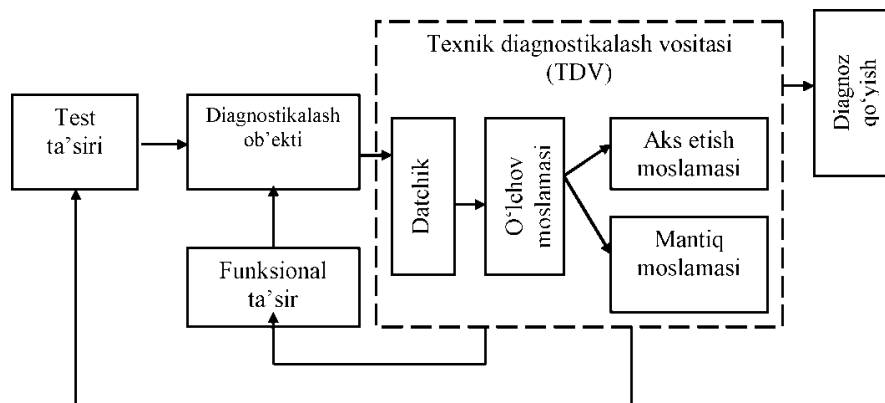 Texnik diagnostikalash vositasi
(TDV)
Test
ta’siri
Diagnostikalash
ob’ekti
Funksional
ta’sir
Datchik
O‘lchov
moslamasi
Aks etish
moslamasi
Mantiq
moslamasi
Diagnoz
qo‘yish